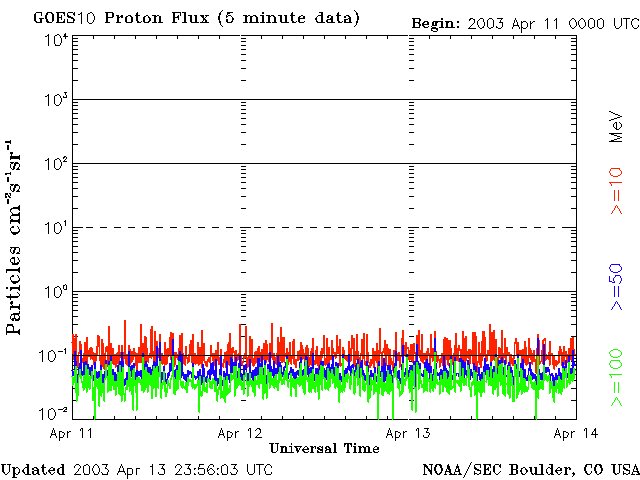 GOES10 Proton Flux (5 minute data)
Begin: 2003 Apr 11 0000 UTC
Particles cm⁻²s⁻¹sr⁻¹
10⁴
10³
10²
10¹
10⁰
10⁻¹
10⁻²
Apr 11
Apr 12
Apr 13
Apr 14
Universal Time
MeV
>=10
>=50
>=100
Updated 2003 Apr 13 23:56:03 UTC
NOAA/SEC Boulder, CO USA